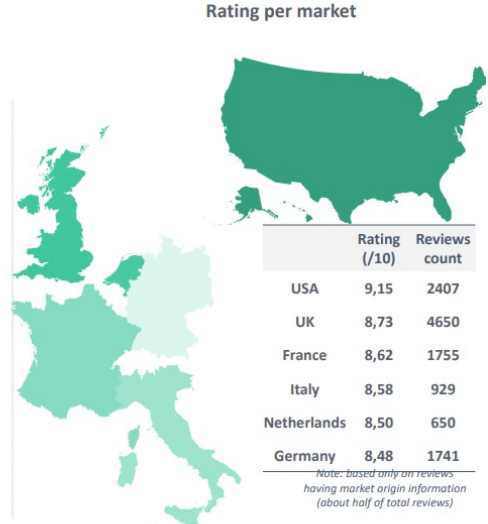 Rating per market
Rating Reviews
(/10) count
USA 9,15 2407
UK 8,73 4650
France 8,62 1755
Italy 8,58 929
Netherlands 8,50 650
Germany 8,48 1741
Note: based only on reviews
having market origin information
(about half of total reviews)